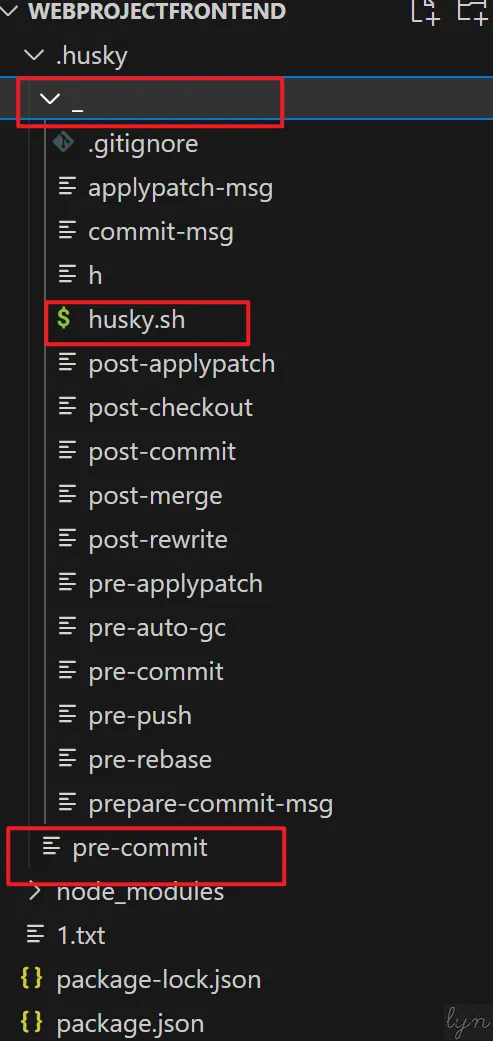 WEBPROJECTFRONTEND
.husky
_
.gitignore
applypatch-msg
commit-msg
h
$ husky.sh
post-applypatch
post-checkout
post-commit
post-merge
post-rewrite
pre-applypatch
pre-auto-gc
pre-commit
pre-push
pre-rebase
prepare-commit-msg
pre-commit
node_modules
1.txt
{} package-lock.json
{} package.json
lyn